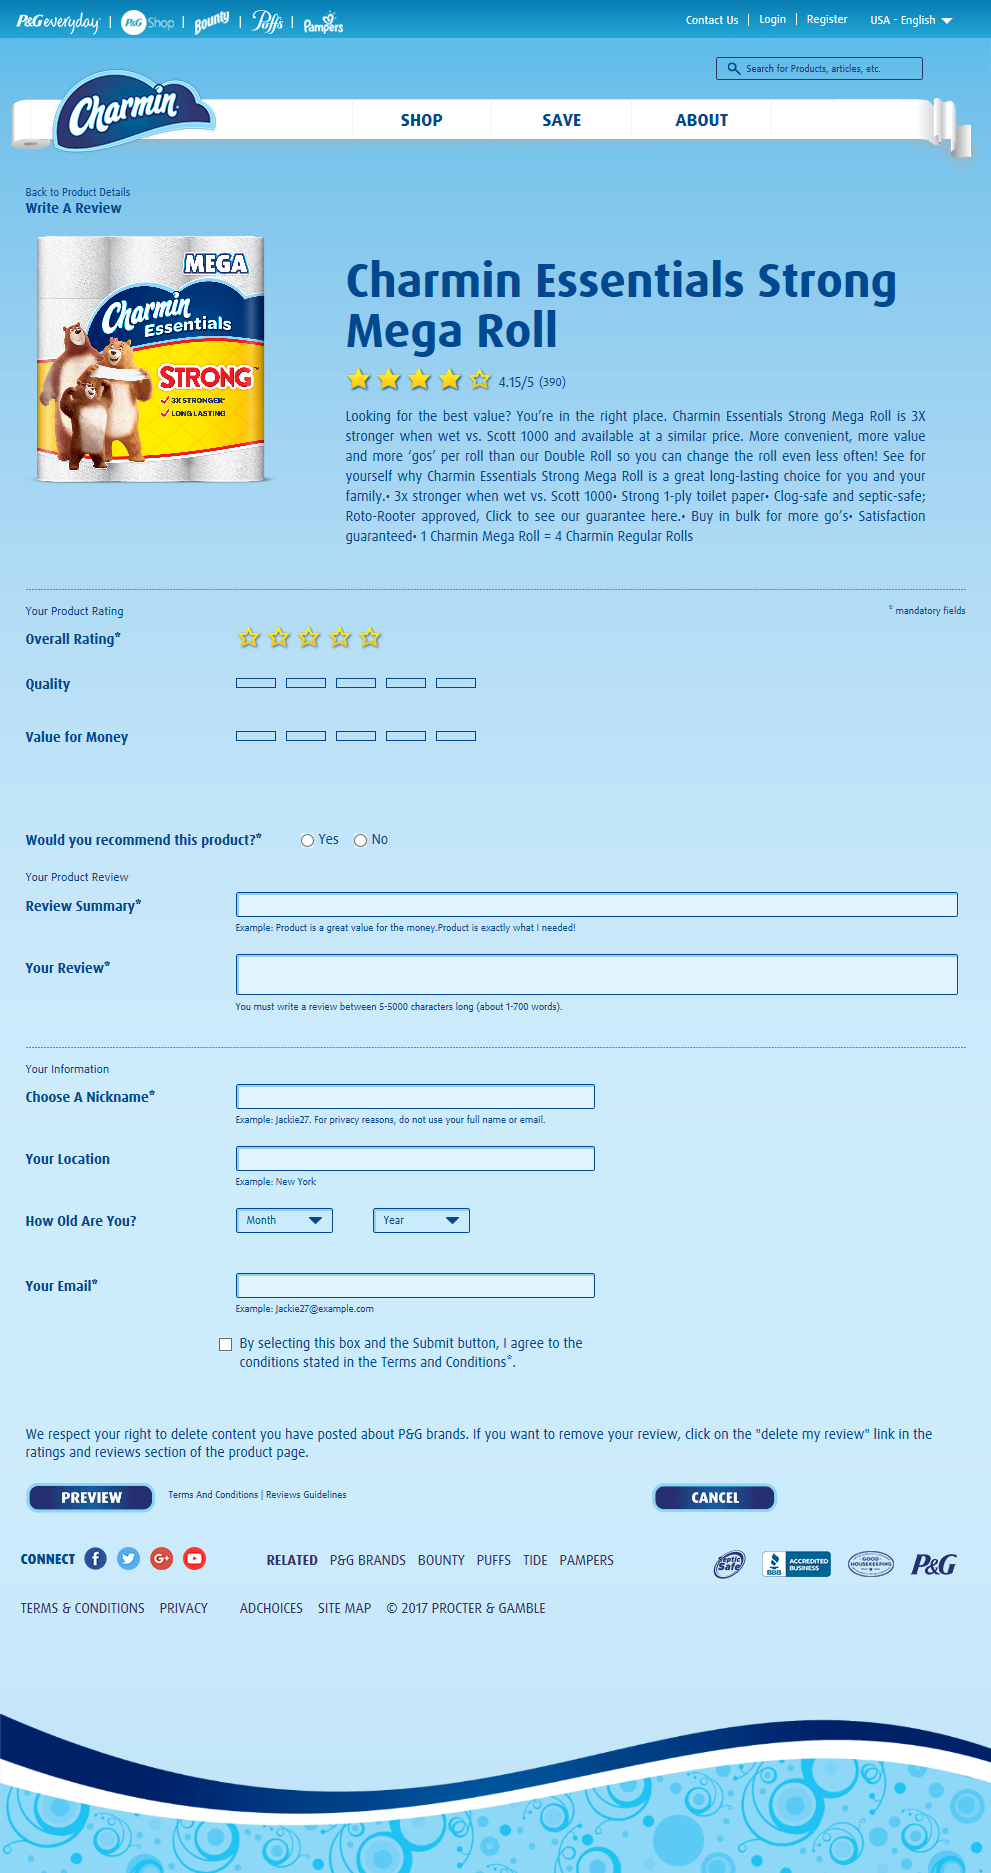 P&G everyday | P&G Shop | Bounty | Puffs | Pampers
Contact Us | Login | Register USA - English
Search for Products, articles, etc.
Charmin
SHOP SAVE ABOUT
Back to Product Details
Write A Review
MEGA
Charmin
Essentials
STRONG
3X STRONGER*
LONG LASTING
Charmin Essentials Strong
Mega Roll
4.15/5 (390)
Looking for the best value? You're in the right place. Charmin Essentials Strong Mega Roll is 3X
stronger when wet vs. Scott 1000 and available at a similar price. More convenient, more value
and more 'gos' per roll than our Double Roll so you can change the roll even less often! See for
yourself why Charmin Essentials Strong Mega Roll is a great long-lasting choice for you and your
family.• 3x stronger when wet vs. Scott 1000• Strong 1-ply toilet paper• Clog-safe and septic-safe;
Roto-Rooter approved, Click to see our guarantee here.• Buy in bulk for more go's• Satisfaction
guaranteed• 1 Charmin Mega Roll = 4 Charmin Regular Rolls
Your Product Rating
* mandatory fields
Overall Rating*
Quality
Value for Money
Would you recommend this product?* Yes No
Your Product Review
Review Summary*
Example: Product is a great value for the money.Product is exactly what I needed!
Your Review*
You must write a review between 5-5000 characters long (about 1-700 words).
Your Information
Choose A Nickname*
Example: Jackie27. For privacy reasons, do not use your full name or email.
Your Location
Example: New York
How Old Are You? Month Year
Your Email*
Example: Jackie27@example.com
By selecting this box and the Submit button, I agree to the
conditions stated in the Terms and Conditions*.
We respect your right to delete content you have posted about P&G brands. If you want to remove your review, click on the "delete my review" link in the
ratings and reviews section of the product page.
PREVIEW Terms And Conditions | Reviews Guidelines CANCEL
CONNECT RELATED P&G BRANDS BOUNTY PUFFS TIDE PAMPERS
Septic Safe BBB ACCREDITED BUSINESS GOOD HOUSEKEEPING P&G
TERMS & CONDITIONS PRIVACY ADCHOICES SITE MAP © 2017 PROCTER & GAMBLE